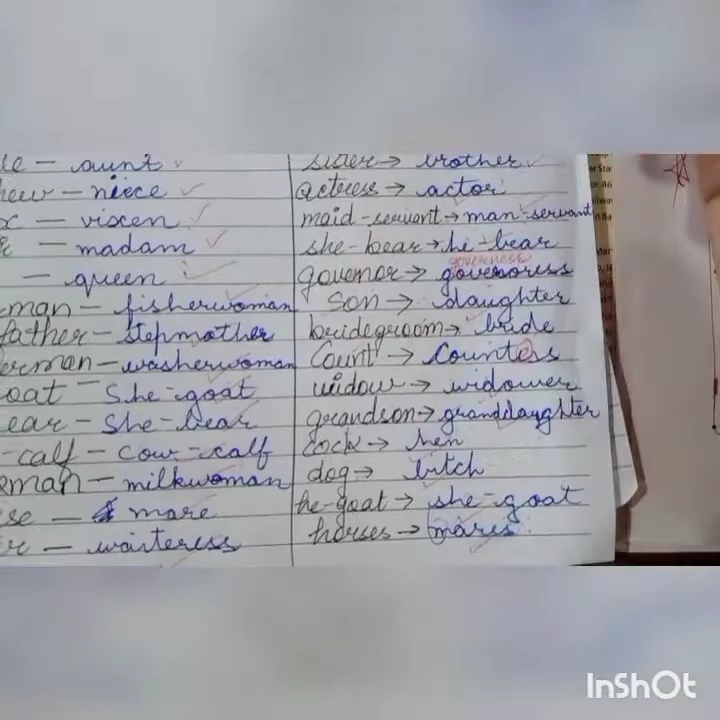 le – aunt
hew – neice
x – vixen
r – madam
– queen
man – fisherwoman
father – stepmother
erman – washerwoman
oat – She-goat
ear – She-bear
-calf – cow-calf
man – milkwoman
se – mare
r – waiteress
sister → brother
actress → actor
maid-servant → man-servant
she-bear → he-bear
governess
govenor → governoress
son → daughter
bridegroom → bride
Count → Countess
widow → widower
grandson → granddaughter
cock → hen
dog → bitch
he-goat → she-goat
horses → mares
InShOt